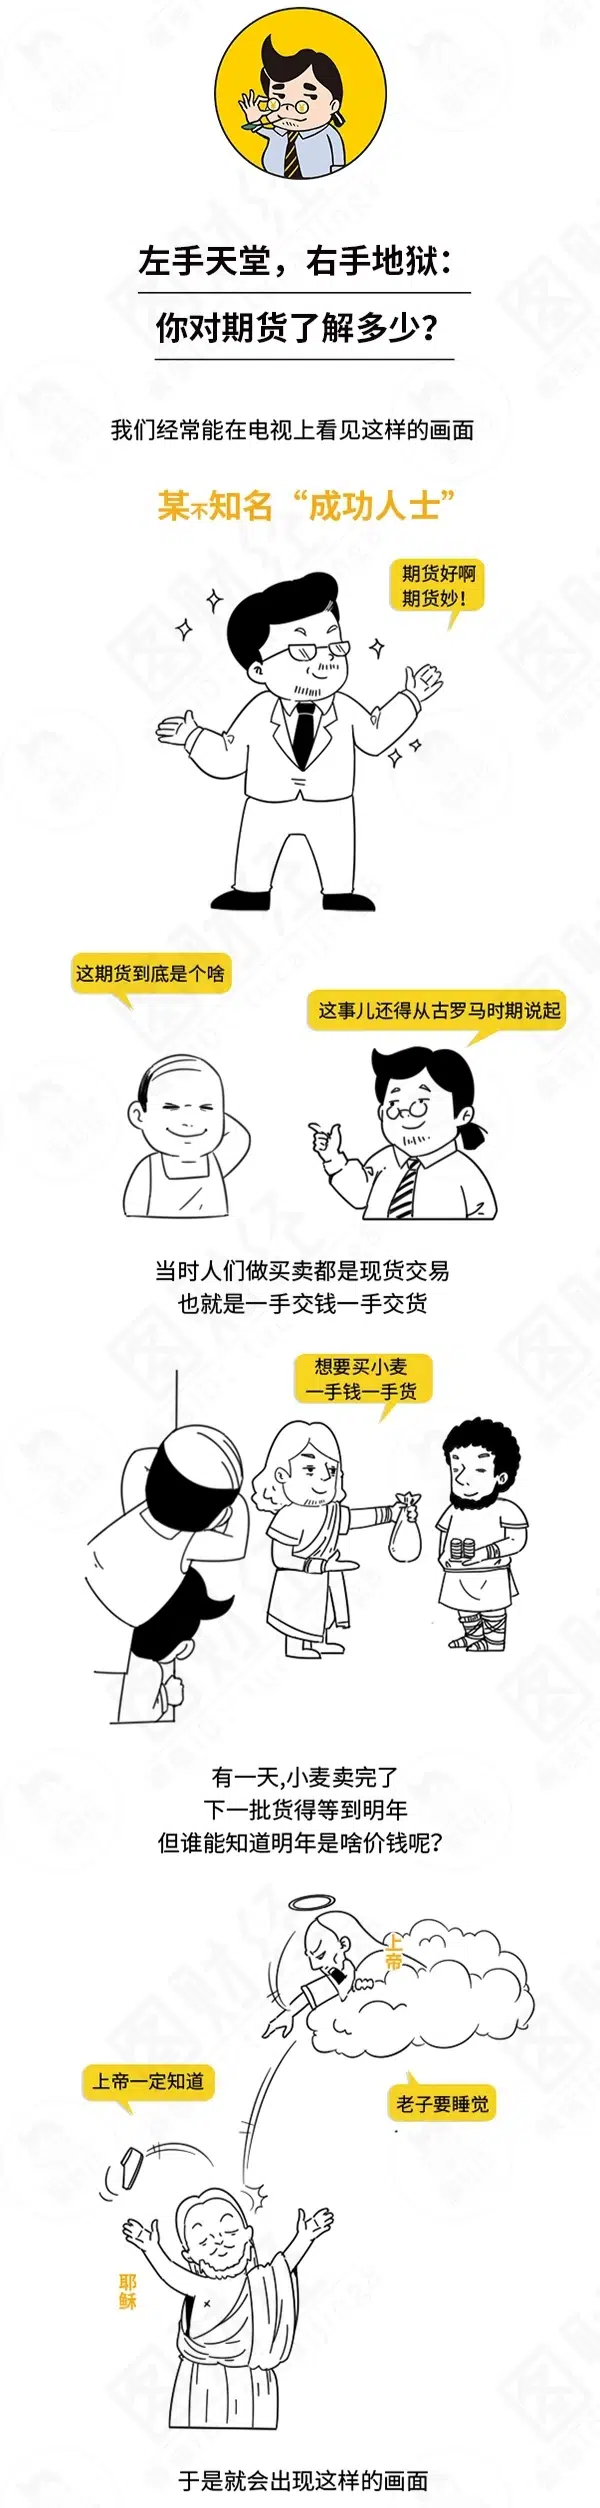 左手天堂，右手地狱：
你对期货了解多少？
我们经常能在电视上看见这样的画面
某不知名“成功人士”
期货好啊
期货妙！
这期货到底是个啥
这事儿还得从古罗马时期说起
当时人们做买卖都是现货交易
也就是一手交钱一手交货
想要买小麦
一手钱一手货
有一天,小麦卖完了
下一批货得等到明年
但谁能知道明年是啥价钱呢？
上帝
上帝一定知道
老子要睡觉
耶稣
于是就会出现这样的画面